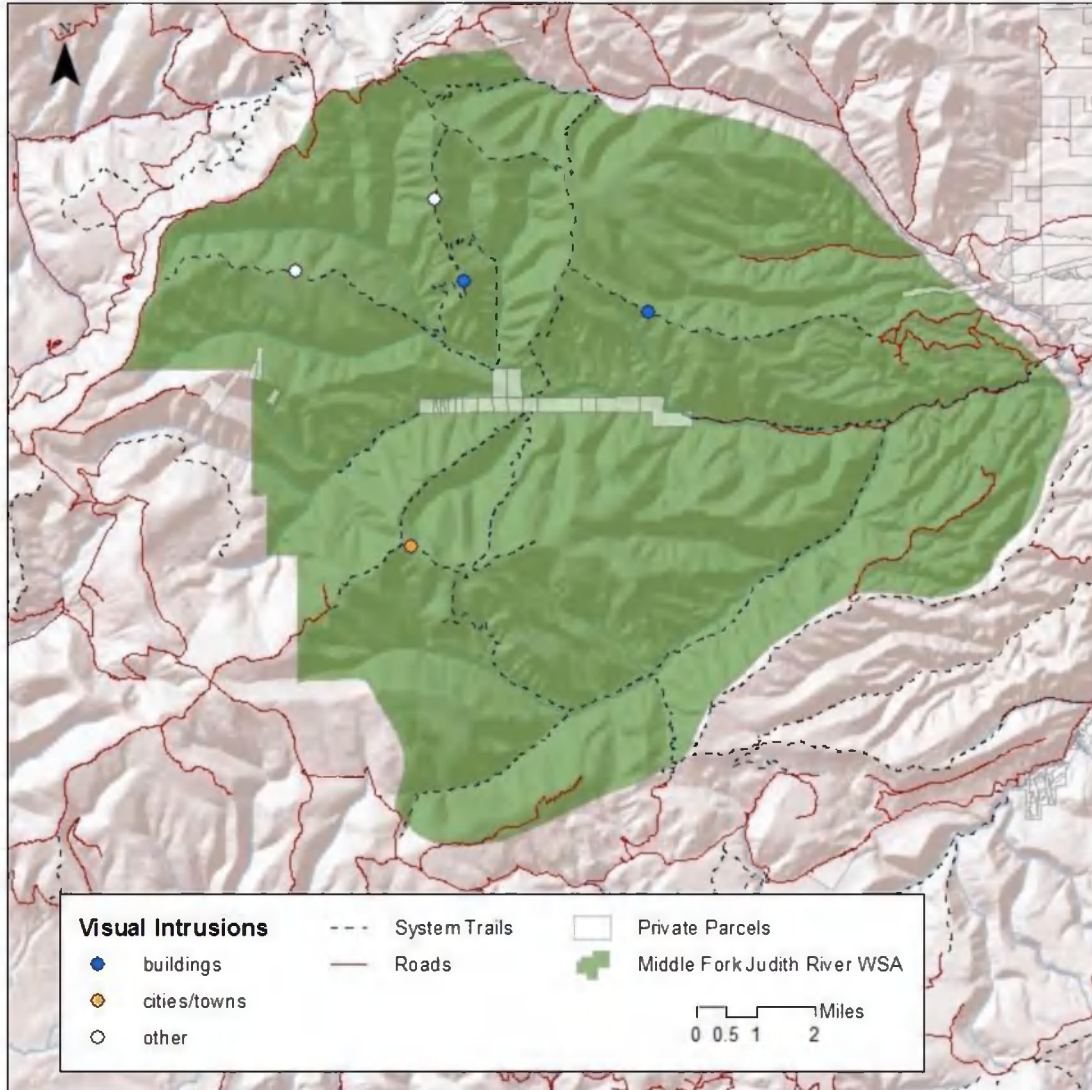 N
Visual Intrusions
buildings
cities/towns
other
System Trails
Roads
Private Parcels
Middle Fork Judith River WSA
Miles
0 0.5 1 2